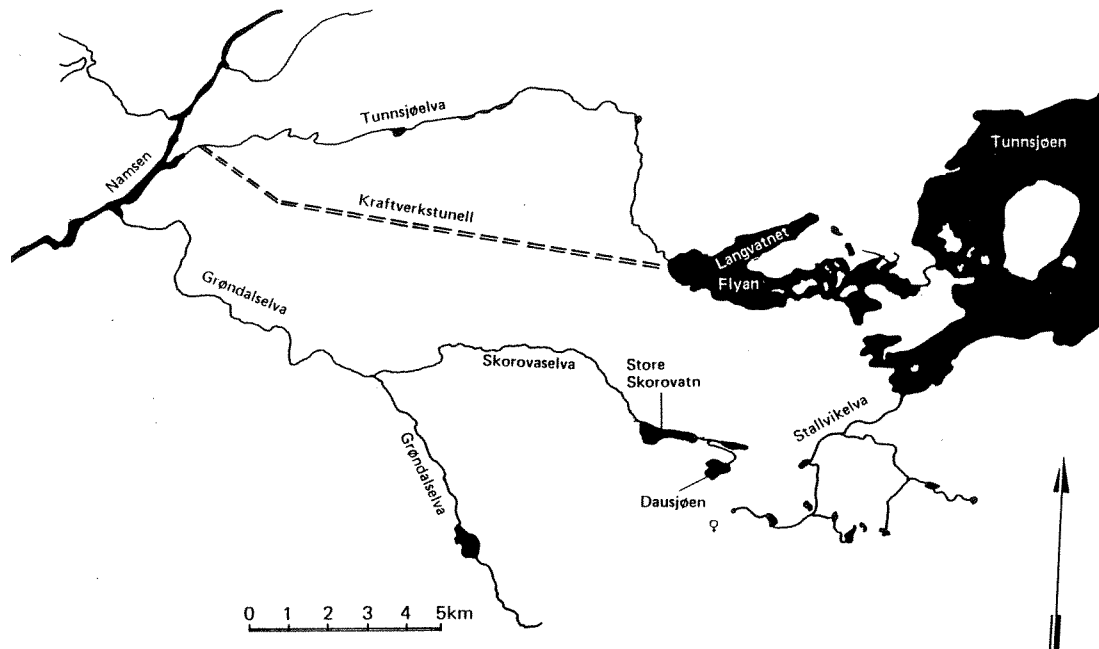 Tunnsjøelva
Tunnsjøen
Namsen
Kraftverkstunell
Langvatnet
Flyan
Grøndalselva
Skorovaselva
Store
Skorovatn
Stallvikelva
Grøndalselva
Dausjøen
0 1 2 3 4 5km